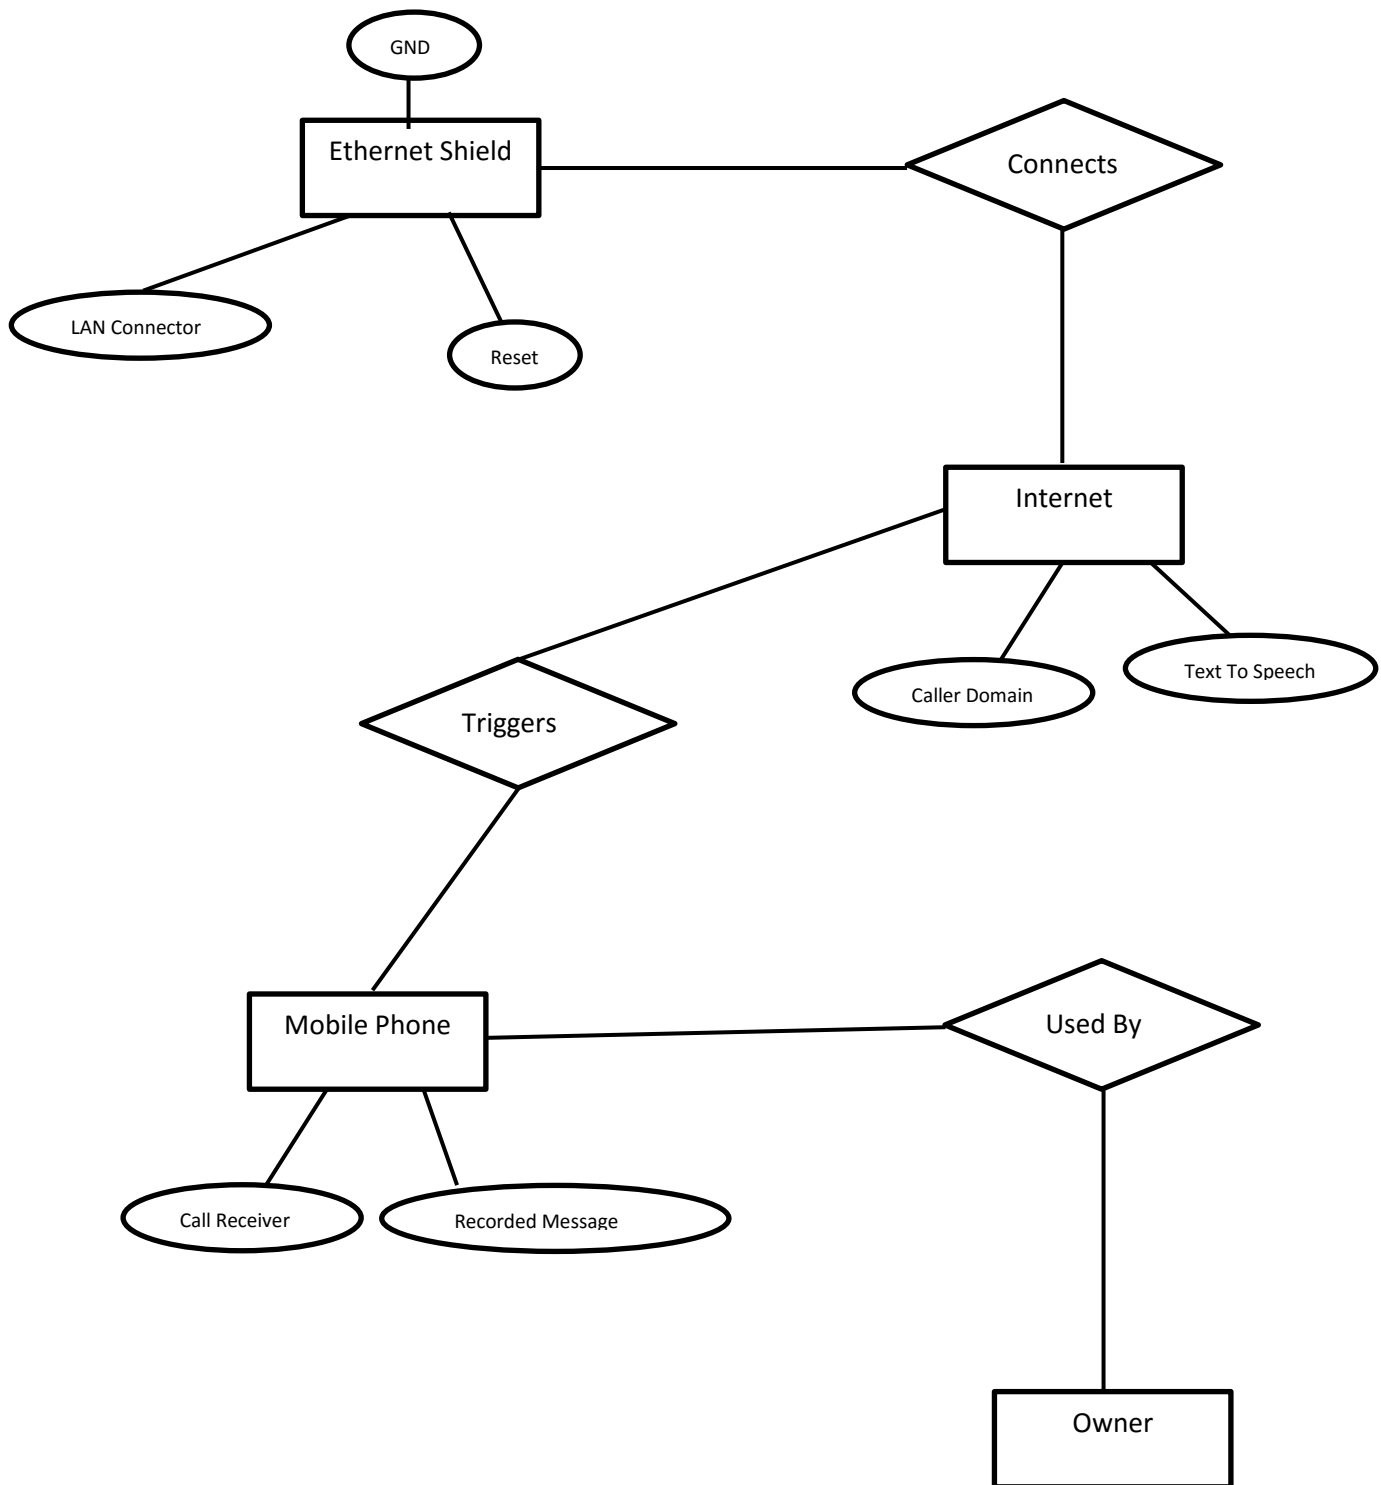 GND
Ethernet Shield
Connects
LAN Connector
Reset
Internet
Text To Speech
Caller Domain
Triggers
Mobile Phone
Used By
Call Receiver
Recorded Message
Owner